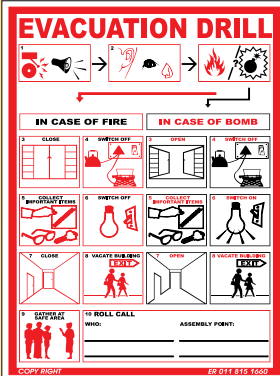 EVACUATION DRILL
1
2
/ ?
IN CASE OF FIRE
IN CASE OF BOMB
3 CLOSE
4 SWITCH OFF
3 OPEN
4 SWITCH OFF
5 COLLECT
IMPORTANT ITEMS
6 SWITCH OFF
5 COLLECT
IMPORTANT ITEMS
6 SWITCH ON
7 CLOSE
8 VACATE BUILDING
EXIT
7 OPEN
8 VACATE BUILDING
EXIT
9 GATHER AT
SAFE AREA
10 ROLL CALL
WHO:
ASSEMBLY POINT:
COPY RIGHT
ER 011 815 1660